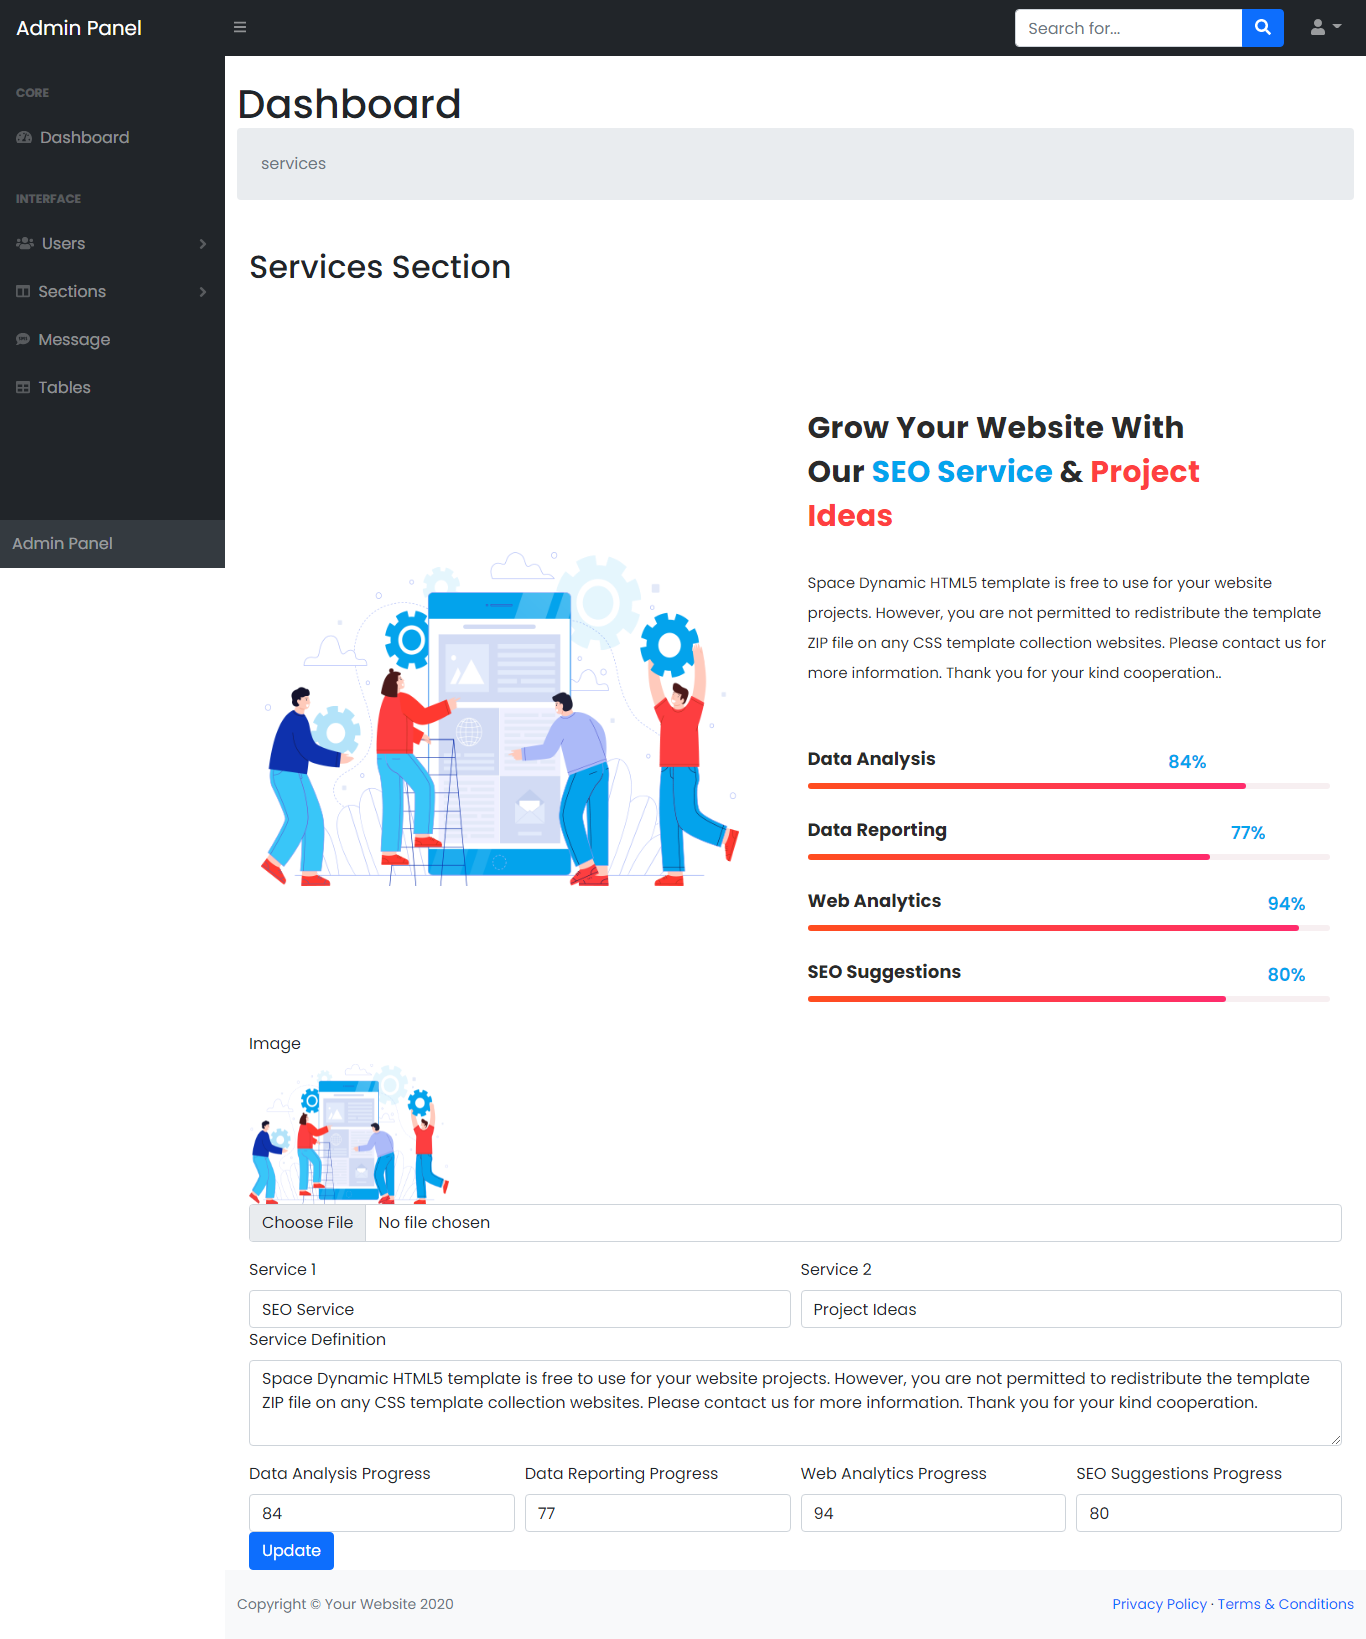 Admin Panel
Search for...
CORE
Dashboard
INTERFACE
Users
Sections
Message
Tables
Admin Panel
Dashboard
services
Services Section
Grow Your Website With
Our SEO Service & Project
Ideas
Space Dynamic HTML5 template is free to use for your website
projects. However, you are not permitted to redistribute the template
ZIP file on any CSS template collection websites. Please contact us for
more information. Thank you for your kind cooperation..
Data Analysis 84%
Data Reporting 77%
Web Analytics 94%
SEO Suggestions 80%
Image
Choose File No file chosen
Service 1 Service 2
SEO Service Project Ideas
Service Definition
Space Dynamic HTML5 template is free to use for your website projects. However, you are not permitted to redistribute the template
ZIP file on any CSS template collection websites. Please contact us for more information. Thank you for your kind cooperation.
Data Analysis Progress Data Reporting Progress Web Analytics Progress SEO Suggestions Progress
84 77 94 80
Update
Copyright © Your Website 2020 Privacy Policy · Terms & Conditions